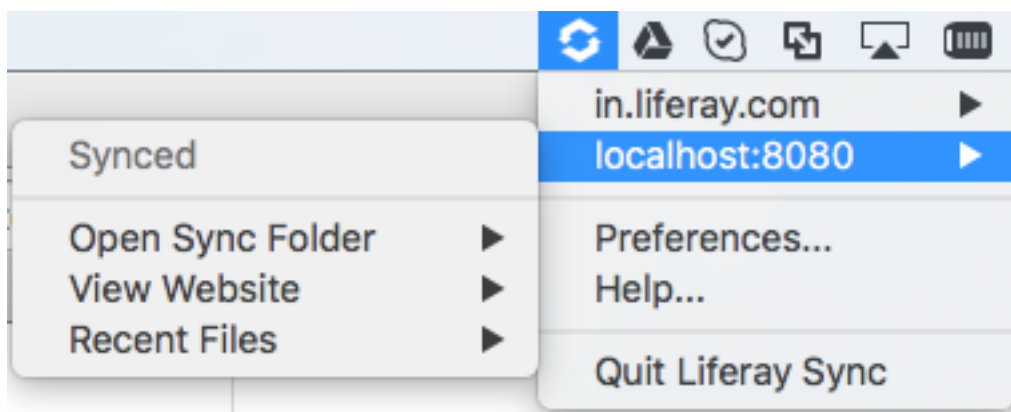 in.liferay.com
localhost:8080
Preferences...
Help...
Quit Liferay Sync
Synced
Open Sync Folder
View Website
Recent Files